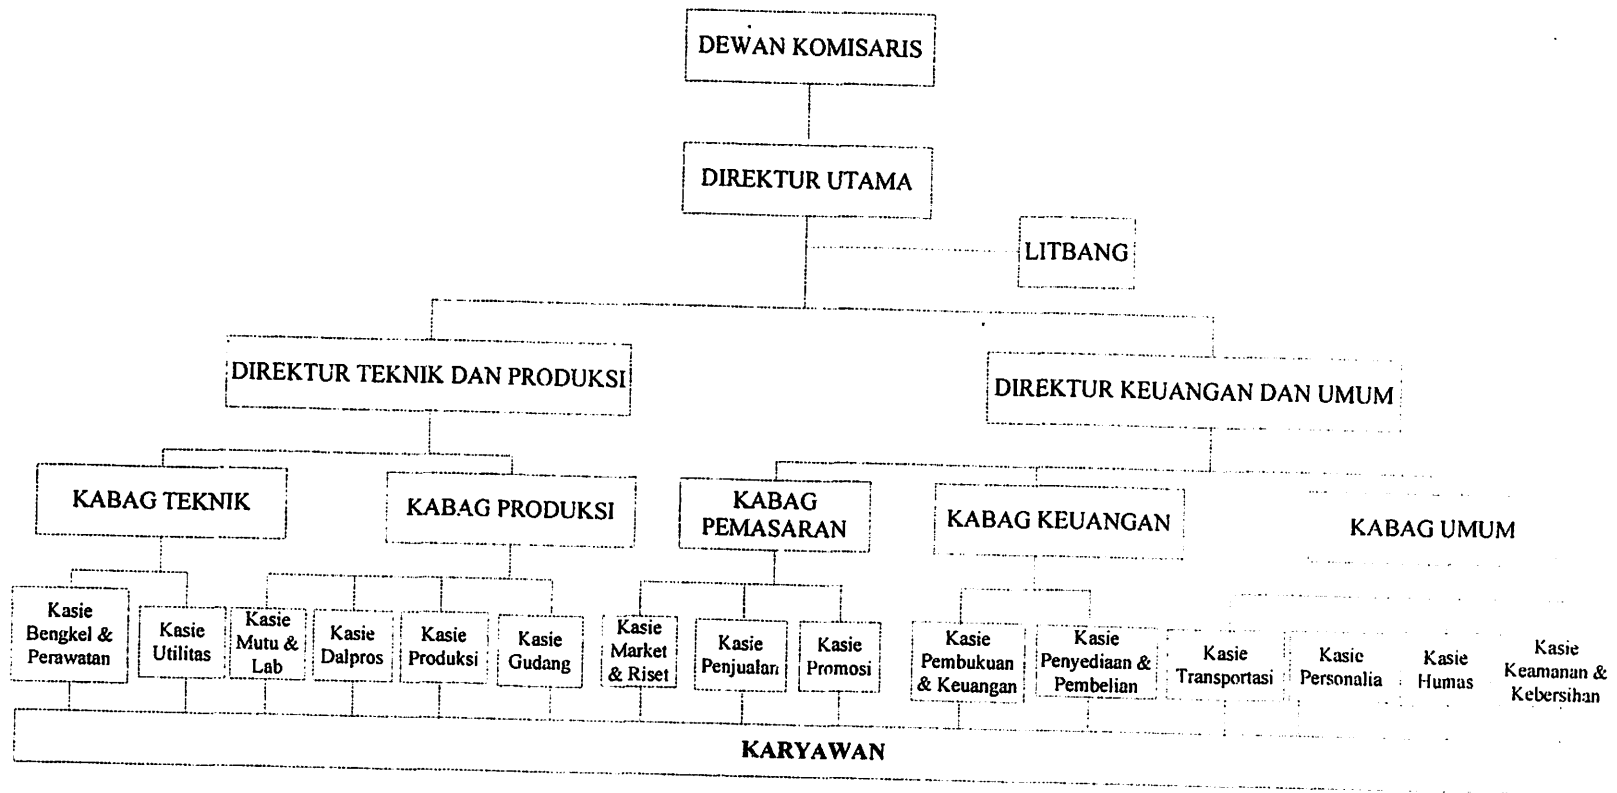 DEWAN KOMISARIS
DIREKTUR UTAMA
LITBANG
DIREKTUR TEKNIK DAN PRODUKSI
DIREKTUR KEUANGAN DAN UMUM
KABAG TEKNIK
KABAG PRODUKSI
KABAG
PEMASARAN
KABAG KEUANGAN
KABAG UMUM
Kasie
Bengkel &
Perawatan
Kasie
Utilitas
Kasie
Mutu &
Lab
Kasie
Dalpros
Kasie
Produksi
Kasie
Gudang
Kasie
Market
& Riset
Kasie
Penjualan
Kasie
Promosi
Kasie
Pembukuan
& Keuangan
Kasie
Penyediaan &
Pembelian
Kasie
Transportasi
Kasie
Personalia
Kasie
Humas
Kasie
Keamanan &
Kebersihan
KARYAWAN